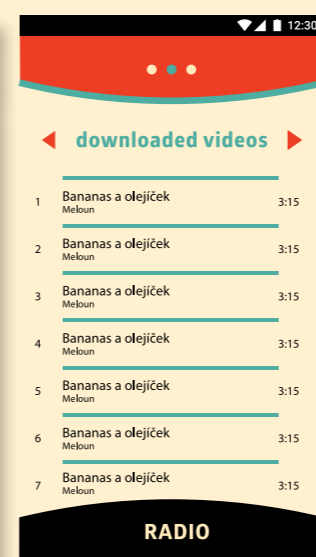 12:30
downloaded videos
1 Bananas a olejíček 3:15
Meloun
2 Bananas a olejíček 3:15
Meloun
3 Bananas a olejíček 3:15
Meloun
4 Bananas a olejíček 3:15
Meloun
5 Bananas a olejíček 3:15
Meloun
6 Bananas a olejíček 3:15
Meloun
7 Bananas a olejíček 3:15
Meloun
RADIO